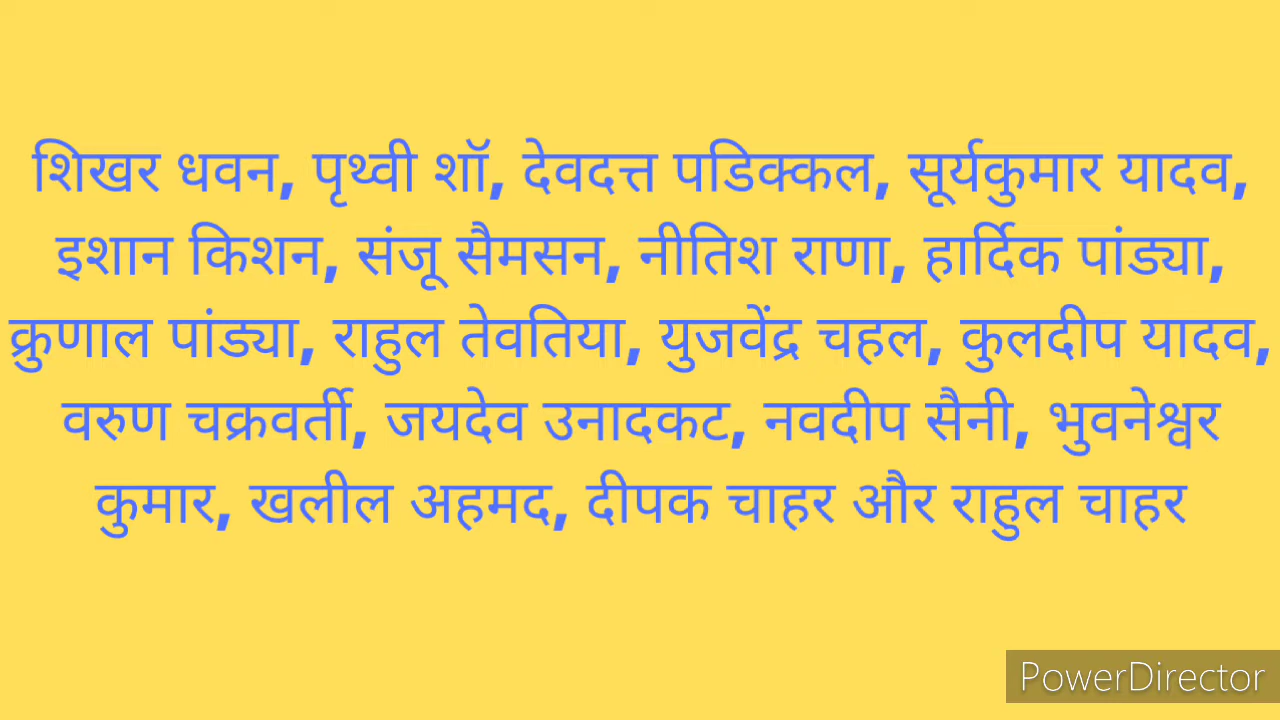 शिखर धवन, पृथ्वी शॉ, देवदत्त पडिक्कल, सूर्यकुमार यादव,
इशान किशन, संजू सैमसन, नीतिश राणा, हार्दिक पांड्या,
क्रुणाल पांड्या, राहुल तेवतिया, युजवेंद्र चहल, कुलदीप यादव,
वरुण चक्रवर्ती, जयदेव उनादकट, नवदीप सैनी, भुवनेश्वर
कुमार, खलील अहमद, दीपक चाहर और राहुल चाहर
PowerDirector